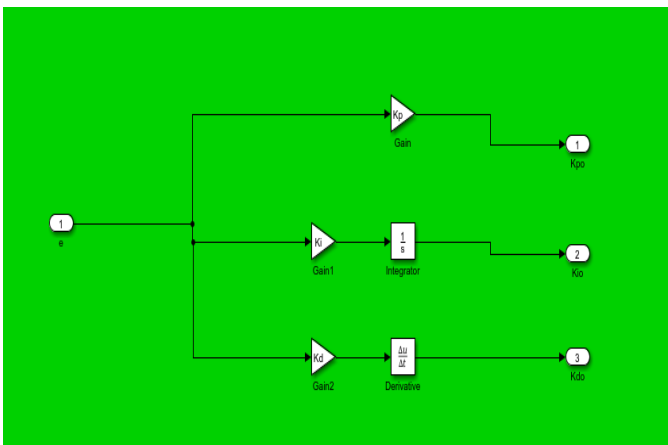 Kp
Gain
1
Kpo
1
e
Ki
Gain1
1
s
Integrator
2
Kio
Kd
Gain2
Δu
Δt
Derivative
3
Kdo